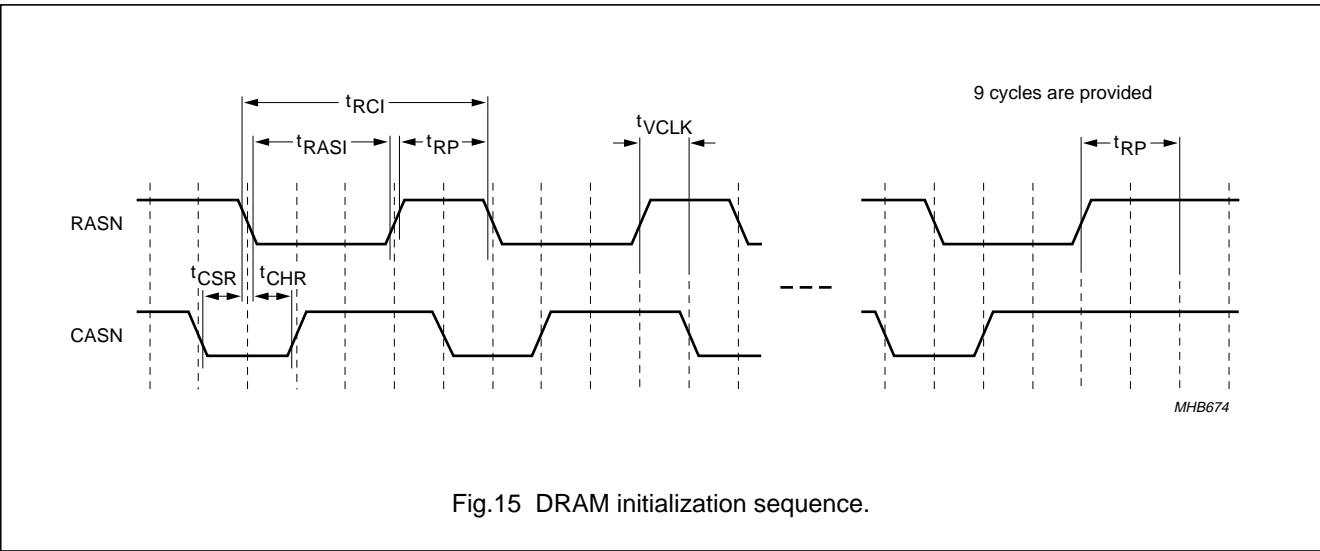 9 cycles are provided
tRCI
tRASI
tRP
tVCLK
tRP
RASN
tCSR
tCHR
CASN
MHB674
Fig.15 DRAM initialization sequence.